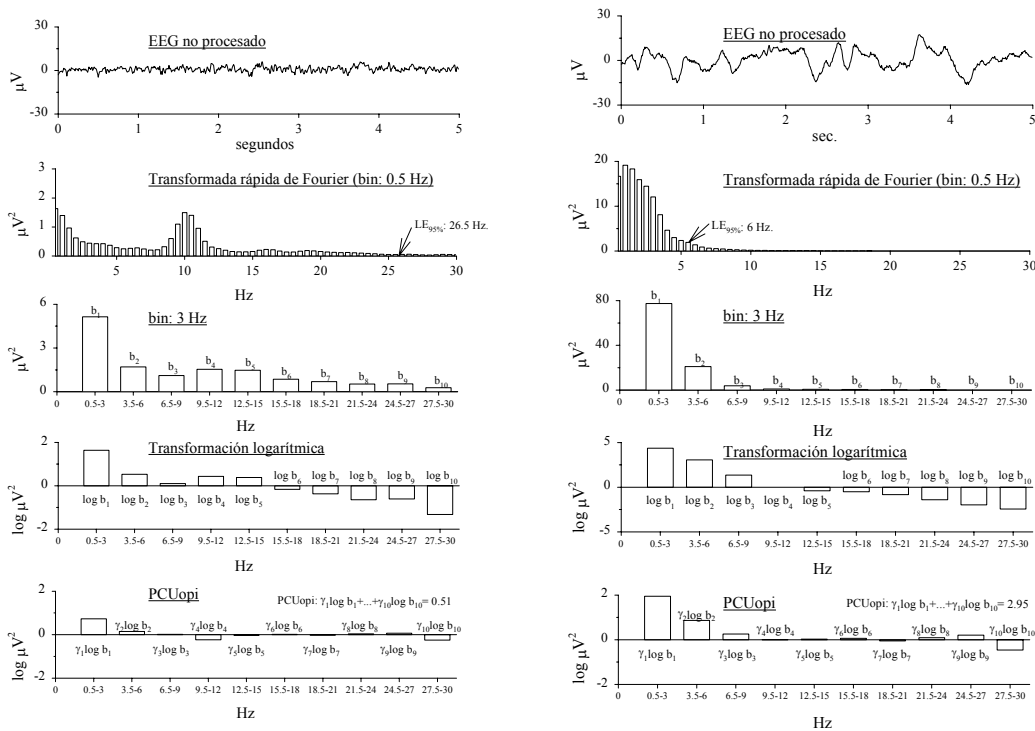 EEG no procesado
30
0
-30
µV
0 1 2 3 4 5
segundos
Transformada rápida de Fourier (bin: 0.5 Hz)
3
2
1
0
µV²
LE95%: 26.5 Hz.
5 10 15 20 25 30
Hz
bin: 3 Hz
6
3
0
µV²
b1 b2 b3 b4 b5 b6 b7 b8 b9 b10
0 0.5-3 3.5-6 6.5-9 9.5-12 12.5-15 15.5-18 18.5-21 21.5-24 24.5-27 27.5-30
Transformación logarítmica
2
0
-2
log µV²
log b6 log b7 log b8 log b9 log b10
log b1 log b2 log b3 log b4 log b5
0 0.5-3 3.5-6 6.5-9 9.5-12 12.5-15 15.5-18 18.5-21 21.5-24 24.5-27 27.5-30
Hz
PCUopi
PCUopi: γ1log b1+...+γ10log b10= 0.51
2
0
-2
log µV²
γ2log b2 γ4log b4 γ6log b6 γ8log b8 γ10log b10
γ1log b1 γ3log b3 γ5log b5 γ7log b7 γ9log b9
0 0.5-3 3.5-6 6.5-9 9.5-12 12.5-15 15.5-18 18.5-21 21.5-24 24.5-27 27.5-30
Hz
EEG no procesado
30
0
-30
µV
0 1 2 3 4 5
sec.
Transformada rápida de Fourier (bin: 0.5 Hz)
20
10
0
µV²
LE95%: 6 Hz.
5 10 15 20 25 30
Hz
bin: 3 Hz
80
40
0
µV²
b1 b2 b3 b4 b5 b6 b7 b8 b9 b10
0 0.5-3 3.5-6 6.5-9 9.5-12 12.5-15 15.5-18 18.5-21 21.5-24 24.5-27 27.5-30
Transformación logarítmica
5
0
-5
log µV²
log b6 log b7 log b8 log b9 log b10
log b1 log b2 log b3 log b4 log b5
0 0.5-3 3.5-6 6.5-9 9.5-12 12.5-15 15.5-18 18.5-21 21.5-24 24.5-27 27.5-30
Hz
PCUopi
PCUopi: γ1log b1+...+γ10log b10= 2.95
2
0
-2
log µV²
γ2log b2 γ4log b4 γ6log b6 γ8log b8 γ10log b10
γ1log b1 γ3log b3 γ5log b5 γ7log b7 γ9log b9
0 0.5-3 3.5-6 6.5-9 9.5-12 12.5-15 15.5-18 18.5-21 21.5-24 24.5-27 27.5-30
Hz